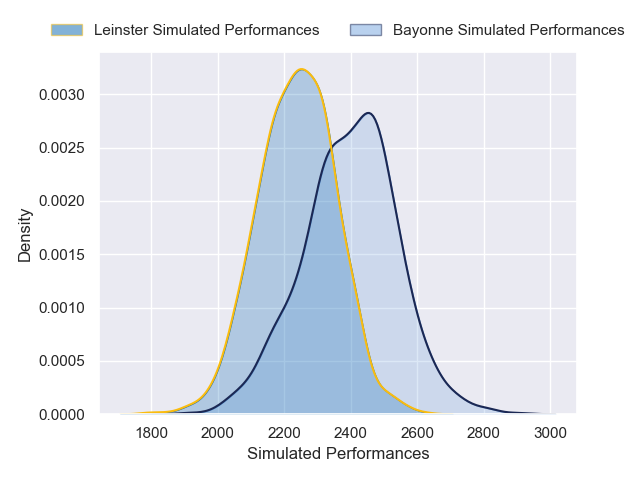 Leinster Simulated Performances Bayonne Simulated Performances
0.0030
0.0025
0.0020
0.0015
0.0010
0.0005
0.0000
Density
1800 2000 2200 2400 2600 2800 3000
Simulated Performances